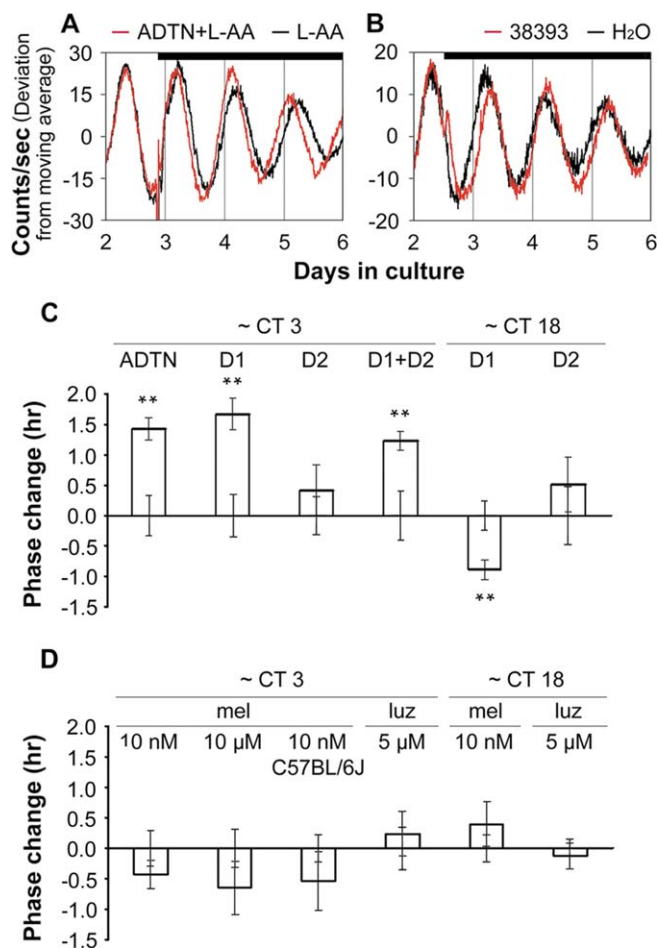 A — ADTN+L-AA — L-AA
Counts/sec (Deviation from moving average)
30
15
0
-15
-30
2 3 4 5 6
B — 38393 — H₂O
20
10
0
-10
-20
2 3 4 5 6
Days in culture
C
~ CT 3 ~ CT 18
ADTN D1 D2 D1+D2 D1 D2
** ** ** **
Phase change (hr)
2.0
1.5
1.0
0.5
0.0
-0.5
-1.0
-1.5
D
~ CT 3 ~ CT 18
mel luz mel luz
10 nM 10 µM 10 nM 5 µM 10 nM 5 µM
C57BL/6J
Phase change (hr)
2.0
1.5
1.0
0.5
0.0
-0.5
-1.0
-1.5